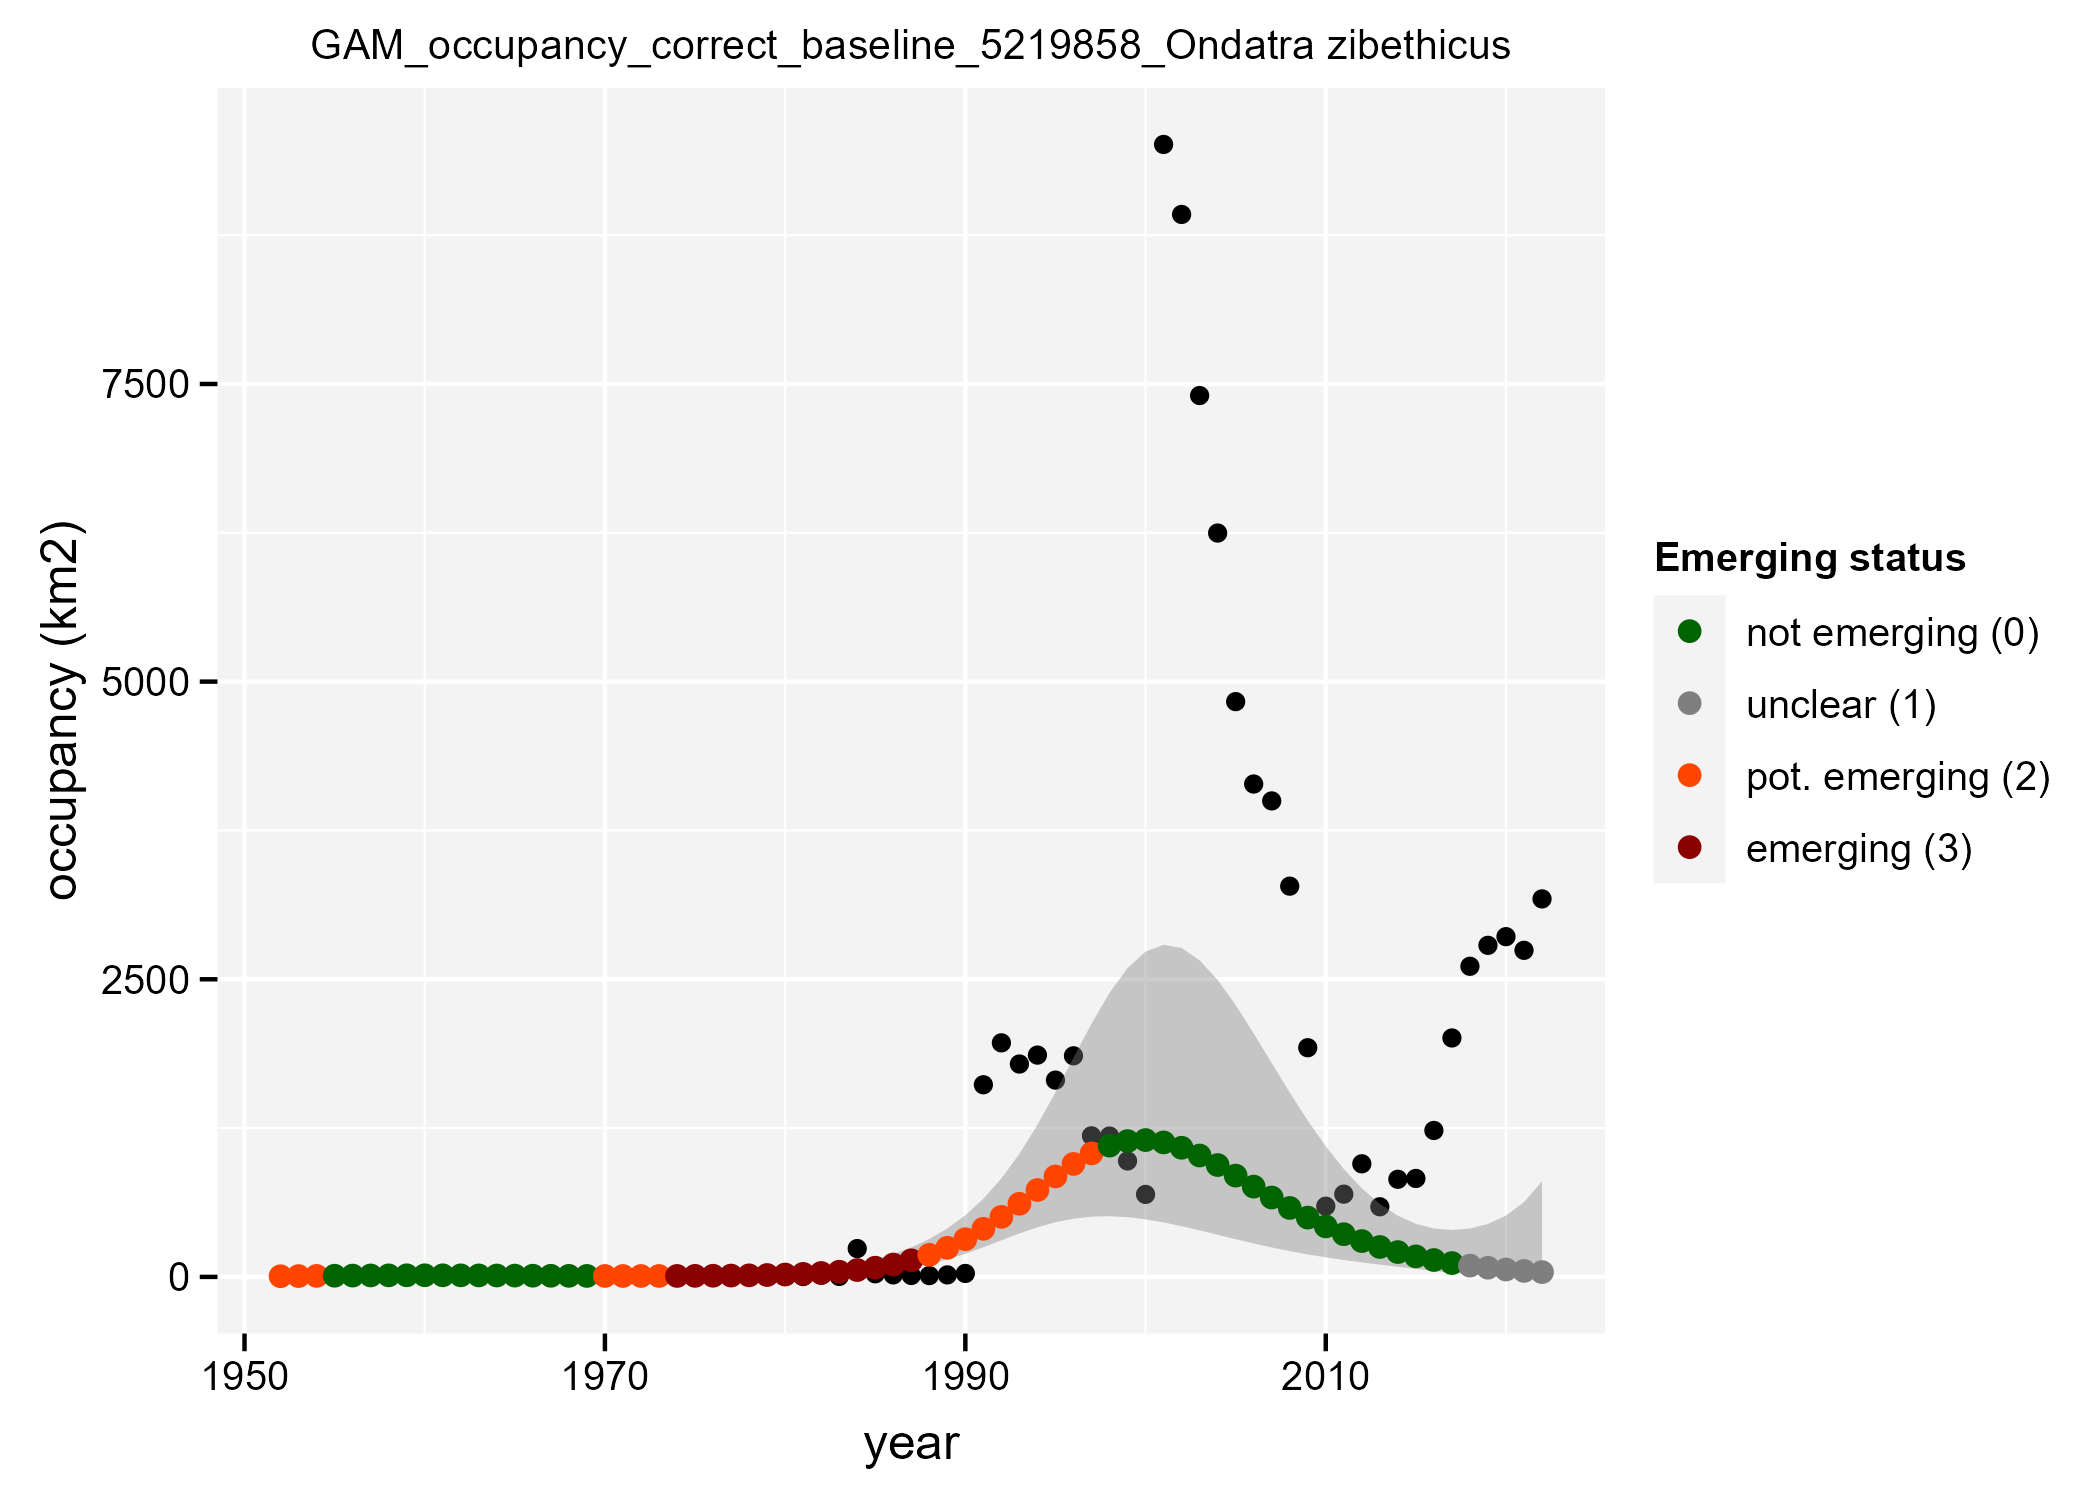 GAM_occupancy_correct_baseline_5219858_Ondatra zibethicus
occupancy (km2)
7500
5000
2500
0
1950
1970
1990
2010
year
Emerging status
not emerging (0)
unclear (1)
pot. emerging (2)
emerging (3)